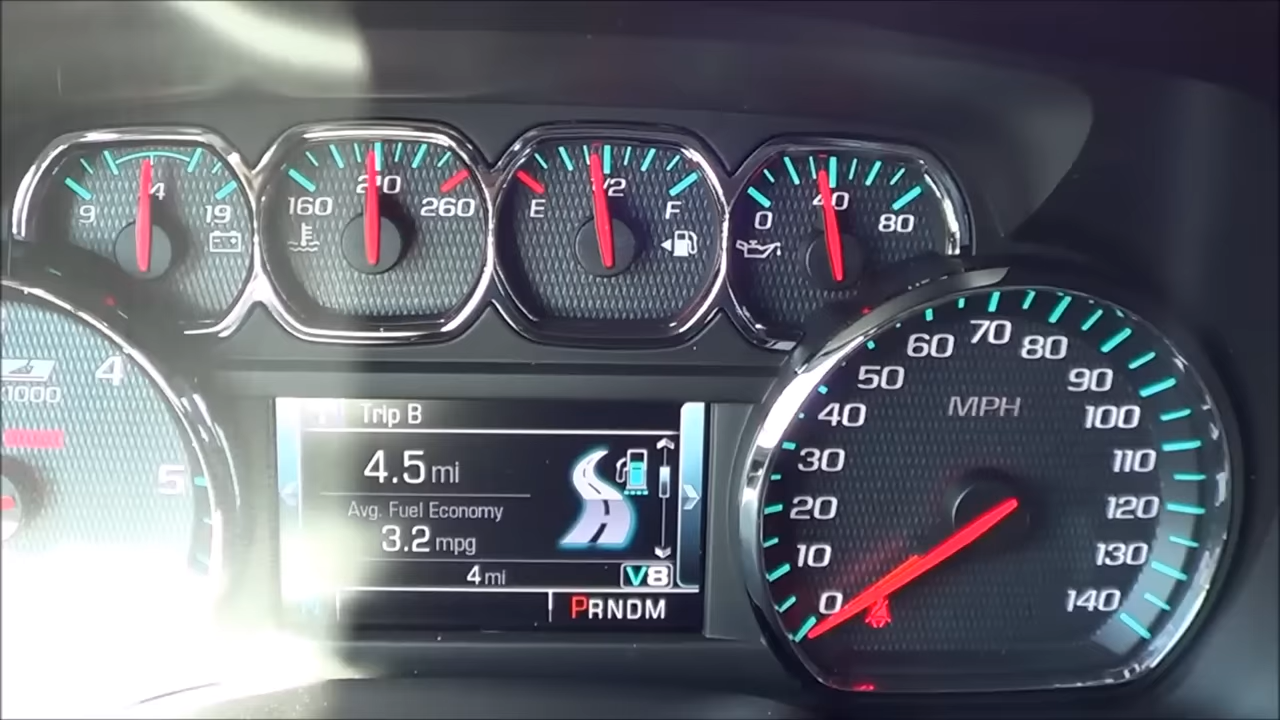 9 19
160 210 260
E 1/2 F
0 40 80
4
x1000
5
Trip B
4.5 mi
Avg. Fuel Economy
3.2 mpg
4 mi
V8
PRNDM
0 10 20 30 40 50 60 70 80 90 100 110 120 130 140
MPH